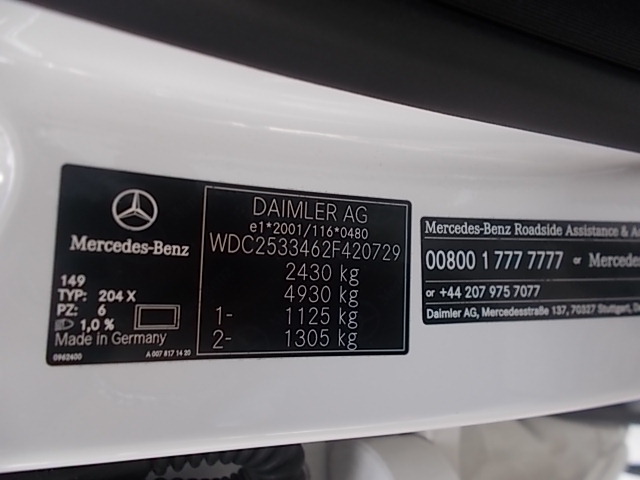 Mercedes-Benz
149
TYP: 204 X
PZ: 6
1,0 %
Made in Germany
0962600
A 007 817 14 20
DAIMLER AG
e1*2001/116*0480
WDC2533462F420729
2430 kg
4930 kg
1- 1125 kg
2- 1305 kg
Mercedes-Benz Roadside Assistance &
00800 1 777 7777 or Mercedes
or +44 207 975 7077
Daimler AG, Mercedesstraße 137, 70327 Stuttgart,